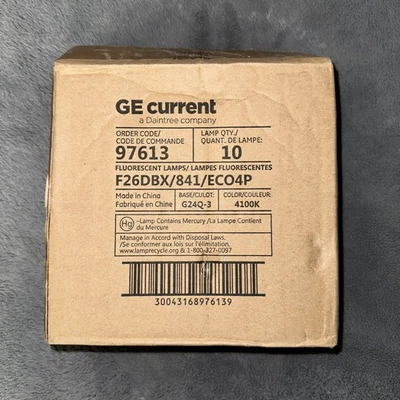 GE current
a Daintree company
ORDER CODE/ LAMP QTY./
CODE DE COMMANDE QUANT. DE LAMPE:
97613 10
FLUORESCENT LAMPS/ LAMPES FLUORESCENTES
F26DBX/841/ECO4P
Made in China BASE/CULOT: COLOR/COULEUR:
Fabriqué en Chine G24Q-3 4100K
Hg -Lamp Contains Mercury /La Lampe Contient
du Mercure
Manage in Accord with Disposal Laws.
/Se conformer aux lois sur l'élimination.
www.lamprecycle.org & 1-800-327-0097
30043168976139